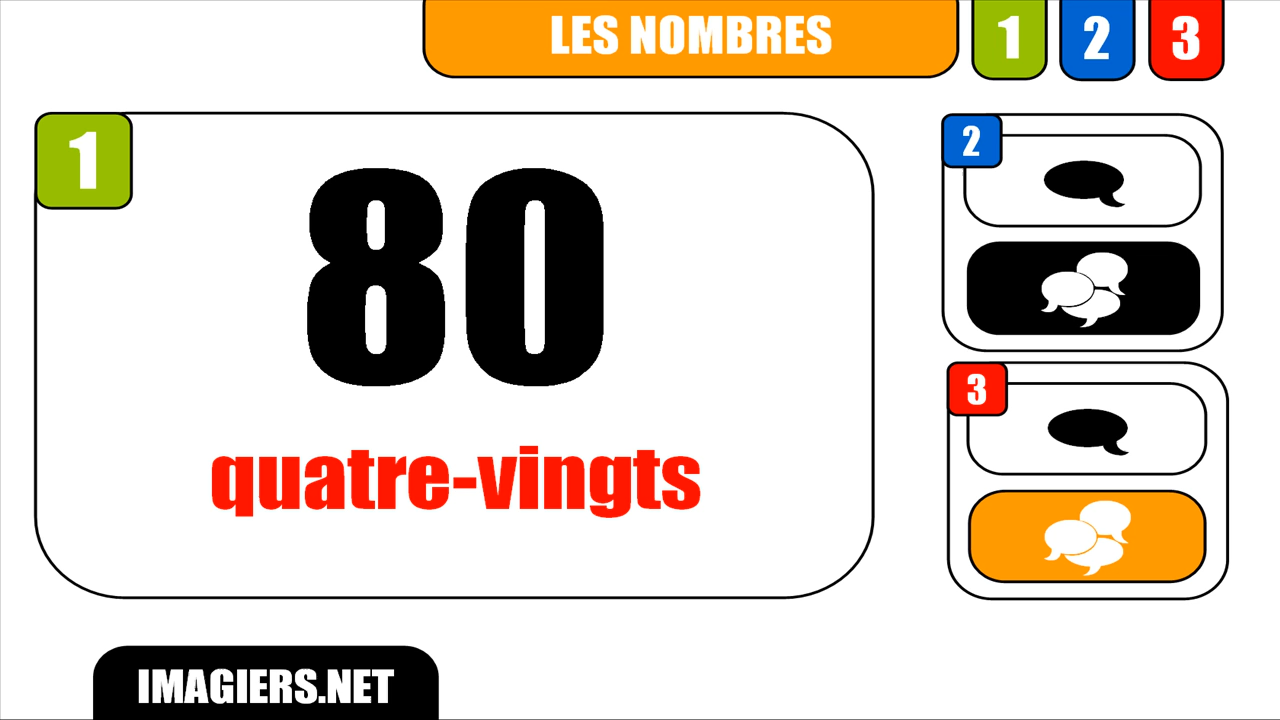 LES NOMBRES
1
2
3
1
80
quatre-vingts
2
3
IMAGIERS.NET